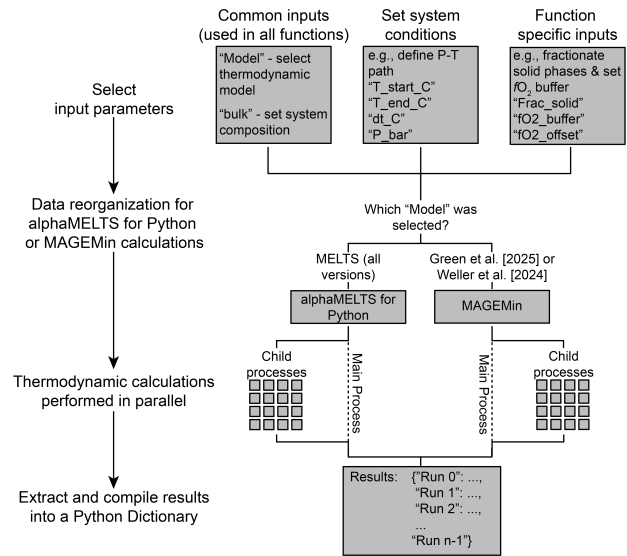 Common inputs
(used in all functions)
Set system
conditions
Function
specific inputs
Select
input parameters
“Model” - select
thermodynamic
model
“bulk” - set system
composition
e.g., define P-T
path
“T_start_C”
“T_end_C”
“dt_C”
“P_bar”
e.g., fractionate
solid phases & set
fO2 buffer
“Frac_solid”
“fO2_buffer”
“fO2_offset”
Data reorganization for
alphaMELTS for Python
or MAGEMin calculations
Which “Model” was
selected?
MELTS (all
versions)
Green et al. [2025] or
Weller et al. [2024]
alphaMELTS for
Python
MAGEMin
Thermodynamic calculations
performed in parallel
Child
processes
Main Process
Main Process
Child
processes
Extract and compile results
into a Python Dictionary
Results: {”Run 0”: ...,
“Run 1”: ...,
“Run 2”: ...,
...
“Run n-1”}